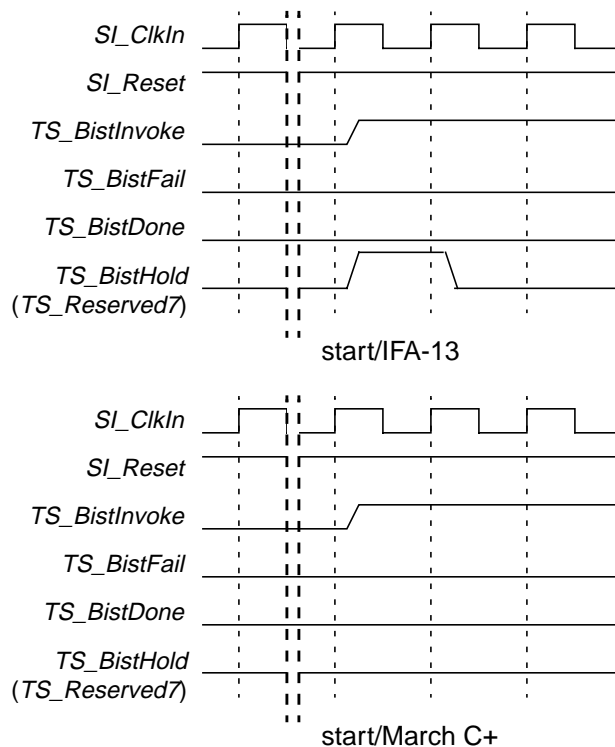 SI_ClkIn
SI_Reset
TS_BistInvoke
TS_BistFail
TS_BistDone
TS_BistHold
(TS_Reserved7)
start/IFA-13
SI_ClkIn
SI_Reset
TS_BistInvoke
TS_BistFail
TS_BistDone
TS_BistHold
(TS_Reserved7)
start/March C+